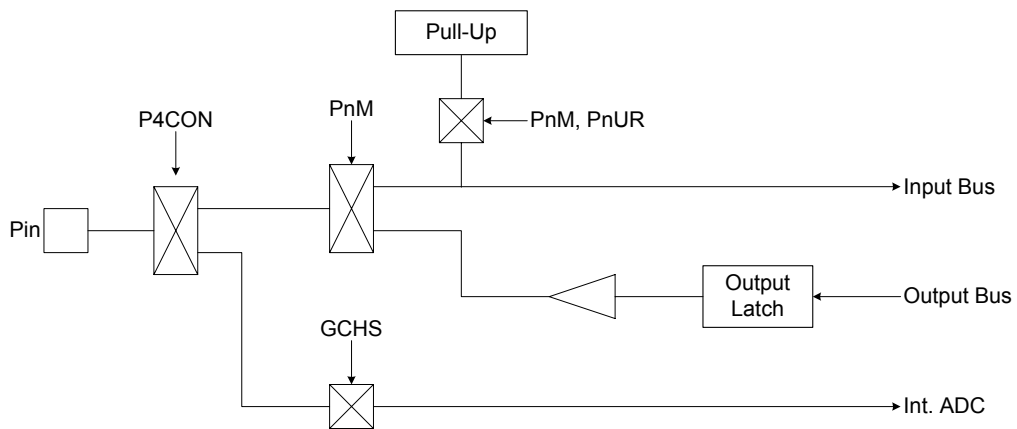 Pull-Up
P4CON
PnM
PnM, PnUR
Input Bus
Pin
Output
Latch
Output Bus
GCHS
Int. ADC